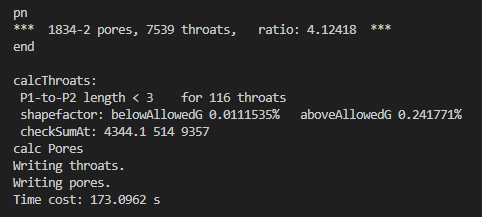 pn
***  1834-2 pores, 7539 throats,   ratio: 4.12418  ***
end
calcThroats:
 P1-to-P2 length < 3    for 116 throats
 shapefactor: belowAllowedG 0.0111535%   aboveAllowedG 0.241771%
 checkSumAt: 4344.1 514 9357
calc Pores
Writing throats.
Writing pores.
Time cost: 173.0962 s